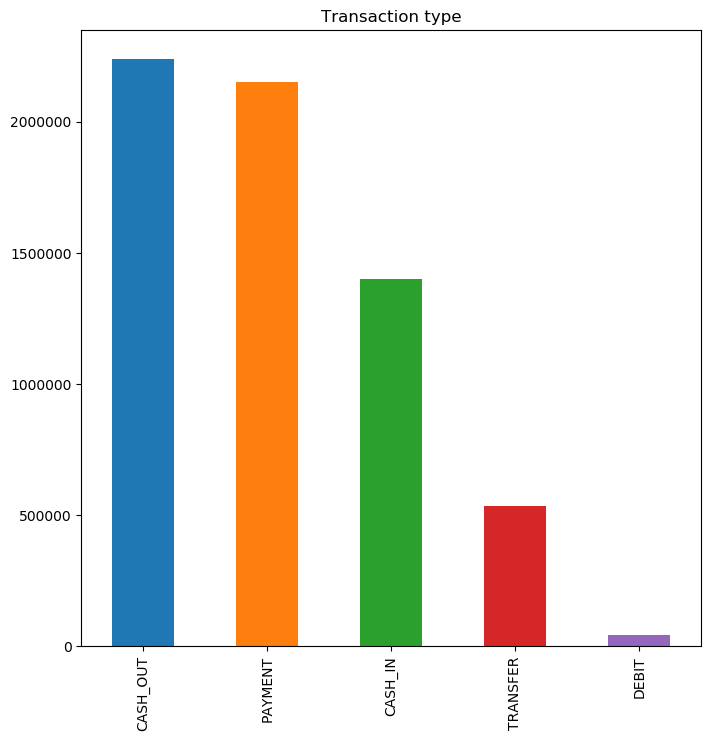 Transaction type
2000000
1500000
1000000
500000
0
CASH_OUT
PAYMENT
CASH_IN
TRANSFER
DEBIT